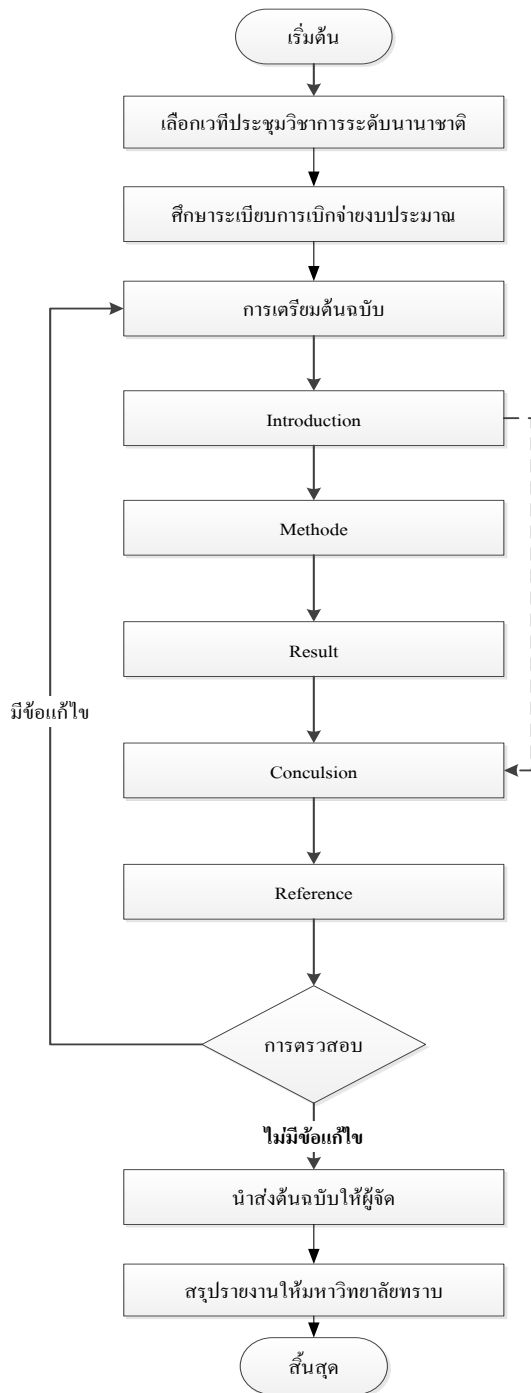 เริ่มต้น
เลือกเวทีประชุมวิชาการระดับนานาชาติ
ศึกษาระเบียบการเบิกจ่ายงบประมาณ
การเตรียมต้นฉบับ
Introduction
Methode
Result
มีข้อแก้ไข
Conculsion
Reference
การตรวสอบ
ไม่มีข้อแก้ไข
นำส่งต้นฉบับให้ผู้จัด
สรุปรายงานให้มหาวิทยาลัยทราบ
สิ้นสุด